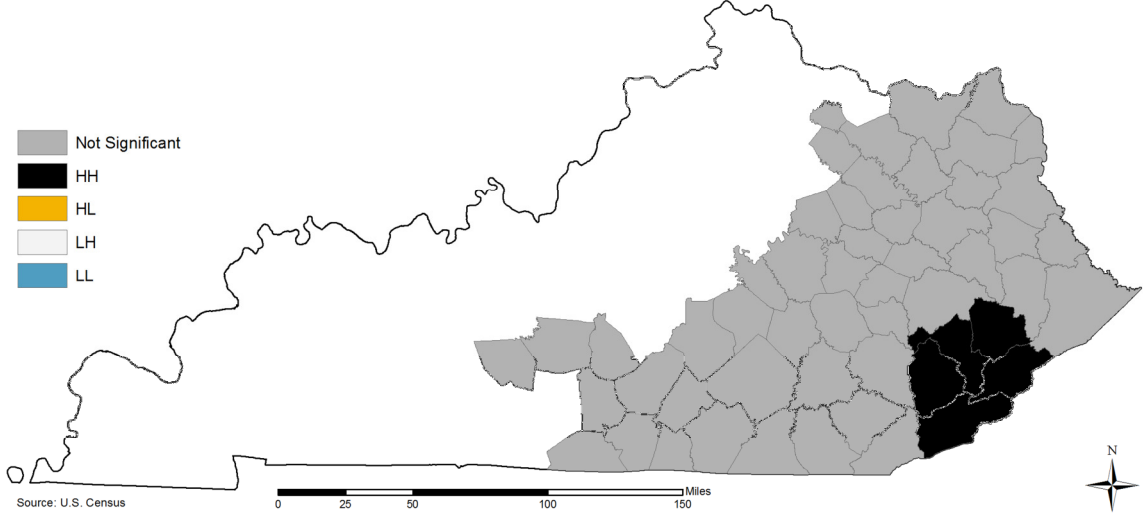 Not Significant
HH
HL
LH
LL
Source: U.S. Census
0 25 50 100 150
Miles
N